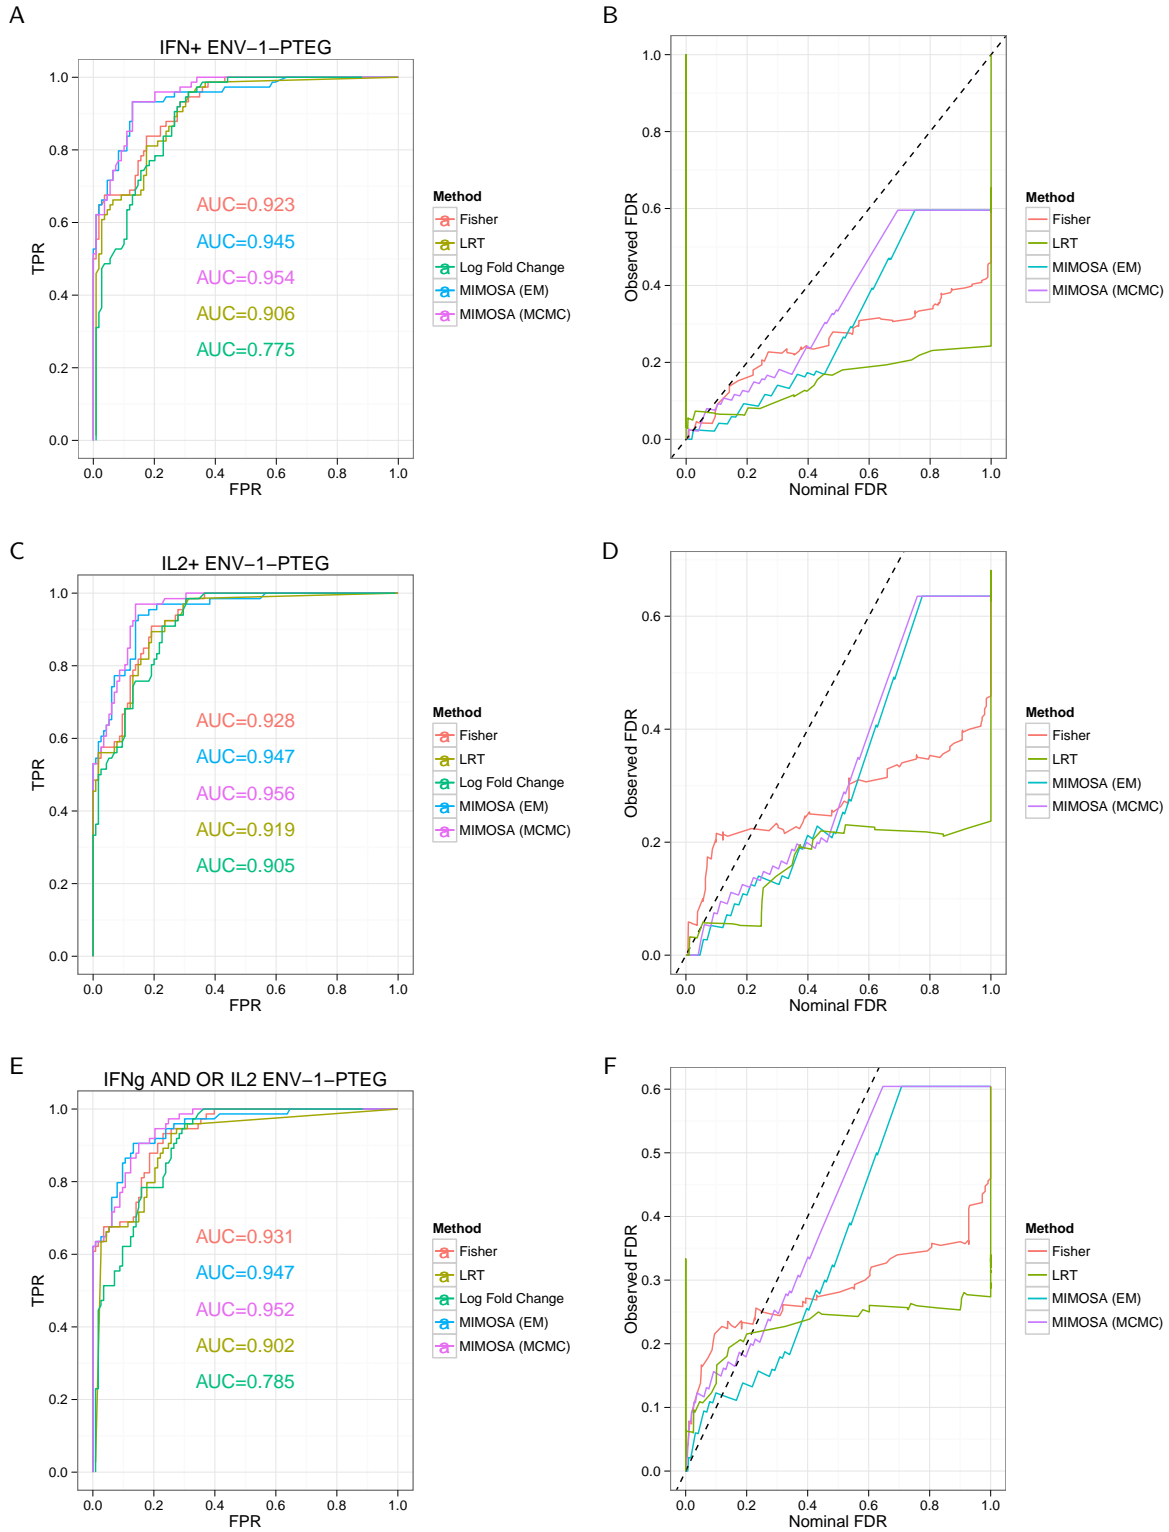 A
IFN+ ENV−1−PTEG
1.0
0.8
0.6
0.4
0.2
0.0
TPR
0.0 0.2 0.4 0.6 0.8 1.0
FPR
AUC=0.923
AUC=0.945
AUC=0.954
AUC=0.906
AUC=0.775
Method
a Fisher
a LRT
a Log Fold Change
a MIMOSA (EM)
a MIMOSA (MCMC)
B
1.0
0.8
0.6
0.4
0.2
0.0
Observed FDR
0.0 0.2 0.4 0.6 0.8 1.0
Nominal FDR
Method
Fisher
LRT
MIMOSA (EM)
MIMOSA (MCMC)
C
IL2+ ENV−1−PTEG
1.0
0.8
0.6
0.4
0.2
0.0
TPR
0.0 0.2 0.4 0.6 0.8 1.0
FPR
AUC=0.928
AUC=0.947
AUC=0.956
AUC=0.919
AUC=0.905
Method
a Fisher
a LRT
a Log Fold Change
a MIMOSA (EM)
a MIMOSA (MCMC)
D
0.6
0.4
0.2
0.0
Observed FDR
0.0 0.2 0.4 0.6 0.8 1.0
Nominal FDR
Method
Fisher
LRT
MIMOSA (EM)
MIMOSA (MCMC)
E
IFNg AND OR IL2 ENV−1−PTEG
1.0
0.8
0.6
0.4
0.2
0.0
TPR
0.0 0.2 0.4 0.6 0.8 1.0
FPR
AUC=0.931
AUC=0.947
AUC=0.952
AUC=0.902
AUC=0.785
Method
a Fisher
a LRT
a Log Fold Change
a MIMOSA (EM)
a MIMOSA (MCMC)
F
0.6
0.5
0.4
0.3
0.2
0.1
0.0
Observed FDR
0.0 0.2 0.4 0.6 0.8 1.0
Nominal FDR
Method
Fisher
LRT
MIMOSA (EM)
MIMOSA (MCMC)